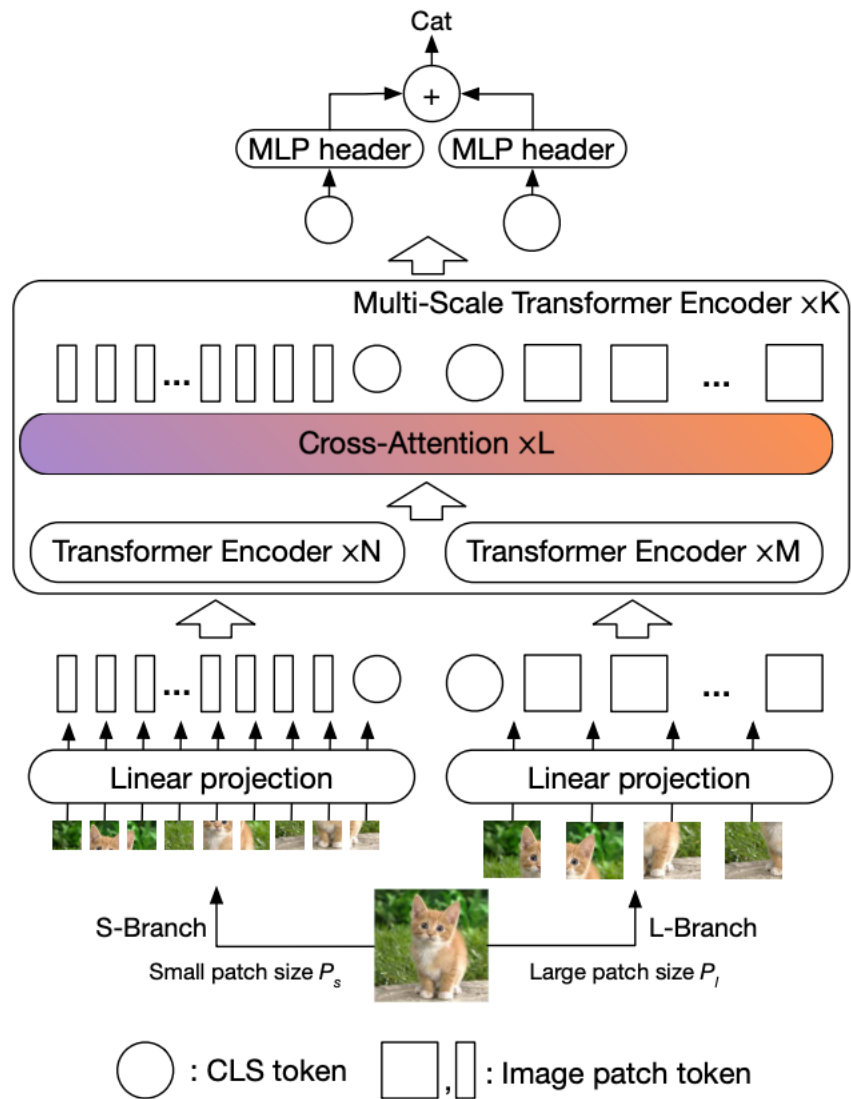 Cat
+
MLP header
MLP header
Multi-Scale Transformer Encoder ×K
...
...
Cross-Attention ×L
Transformer Encoder ×N
Transformer Encoder ×M
...
...
Linear projection
Linear projection
S-Branch
L-Branch
Small patch size Pₛ
Large patch size Pₗ
: CLS token
, : Image patch token